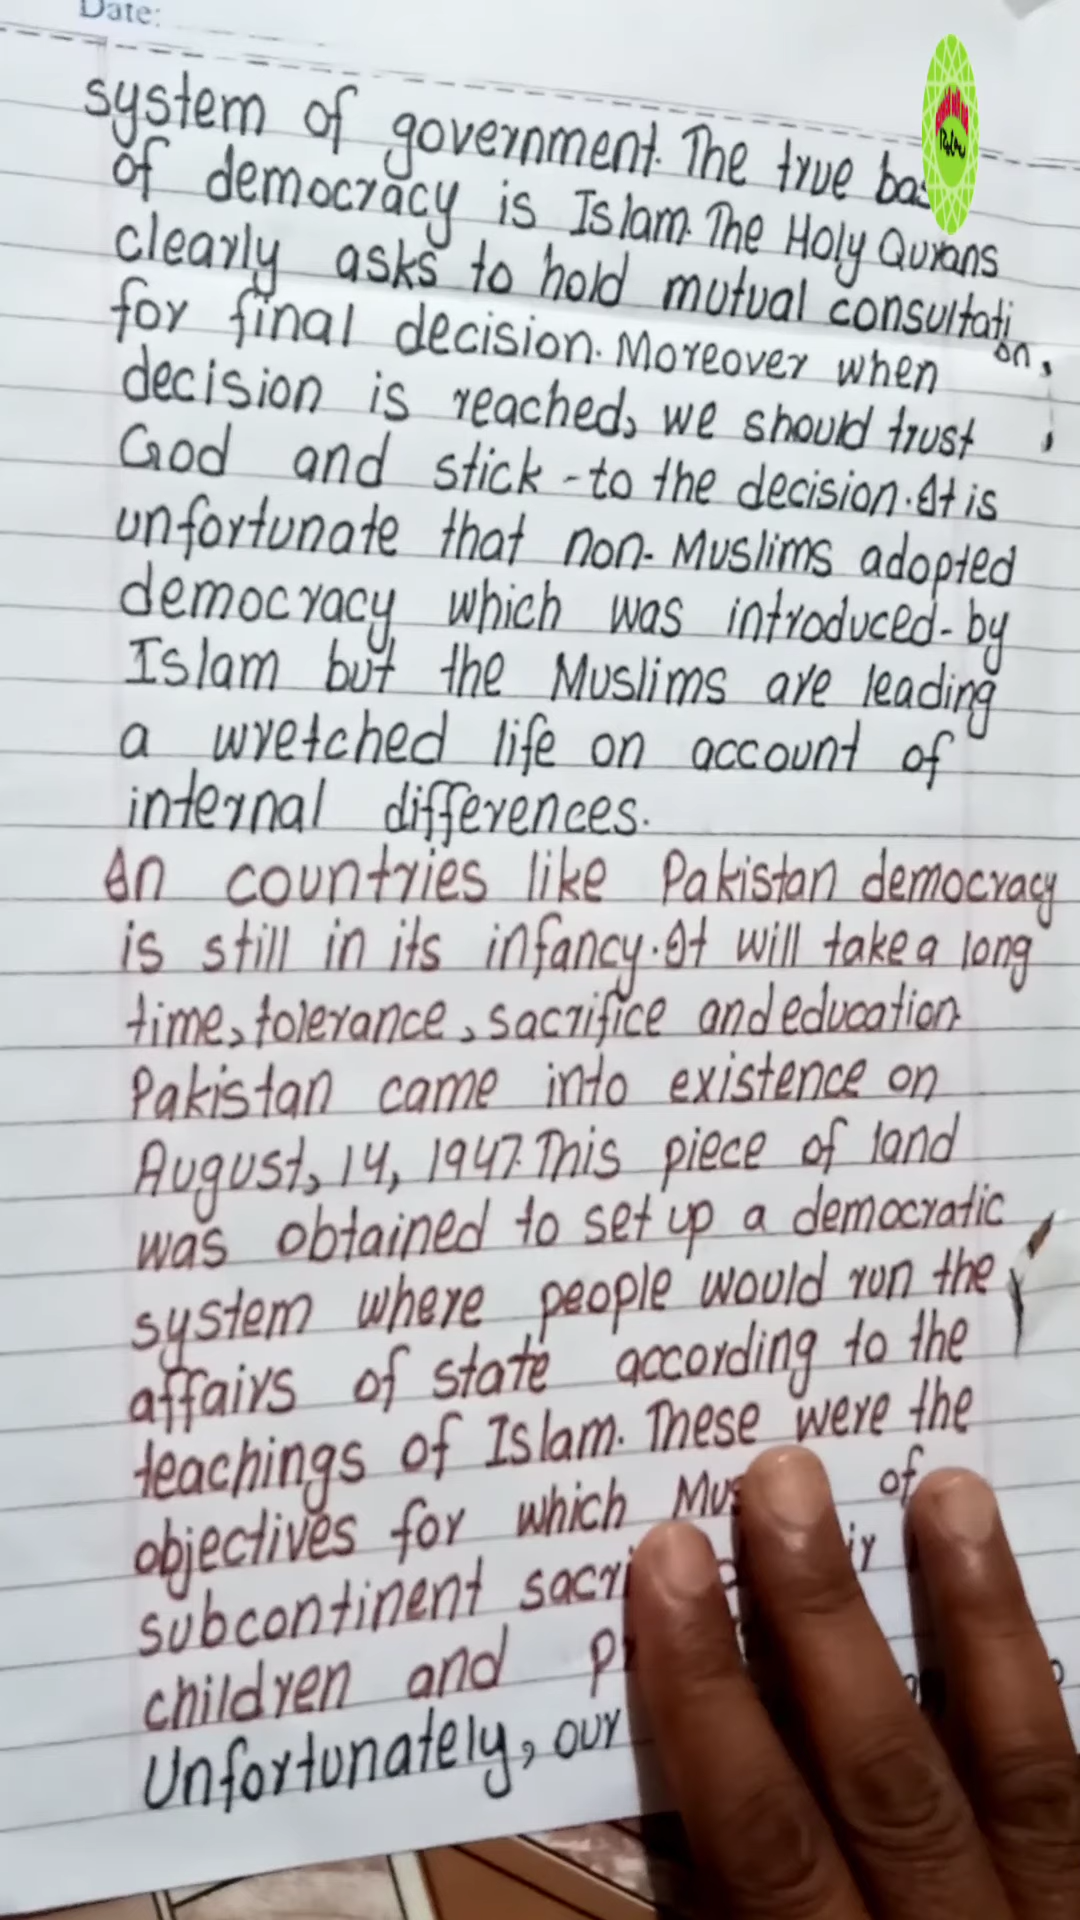 Date:
system of government. The true
of democracy is Islam. The Holy Qurans
clearly asks to hold mutual consultation,
for final decision. Moreover when
decision is reached, we should trust
God and stick - to the decision. It is
unfortunate that non-Muslims adopted
democracy which was introduced - by
Islam but the Muslims are leading
a wretched life on account of
internal differences.
In countries like Pakistan democracy
is still in its infancy. It will take a long
time, tolerance, sacrifice and education.
Pakistan came into existence on
August, 14, 1947. This piece of land
was obtained to set up a democratic
system where people would run the
affairs of state according to the
teachings of Islam. These were the
objectives for which of
subcontinent
children and
Unfortunately, our